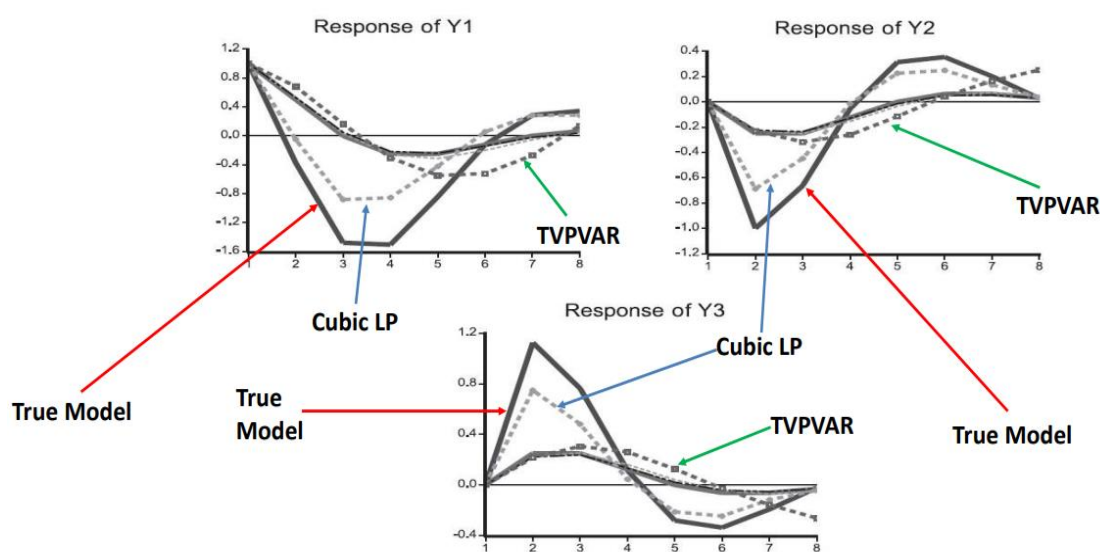 Response of Y1
1.2
0.8
0.4
0.0
-0.4
-0.8
-1.2
-1.6
1 2 3 4 5 6 7 8
TVPVAR
Cubic LP
True Model
Response of Y2
0.4
0.2
0.0
-0.2
-0.4
-0.6
-0.8
-1.0
-1.2
1 2 3 4 5 6 7 8
TVPVAR
True Model
Response of Y3
1.2
0.8
0.4
0.0
-0.4
1 2 3 4 5 6 7 8
Cubic LP
True
Model
TVPVAR